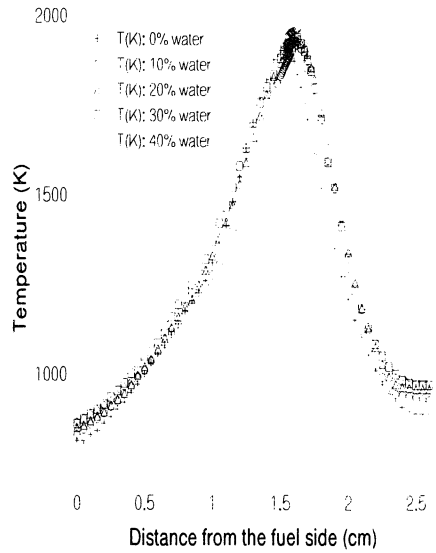 2000
T(K): 0% water
T(K): 10% water
T(K): 20% water
T(K): 30% water
T(K): 40% water
1500
1000
Temperature (K)
0 0.5 1 1.5 2 2.5
Distance from the fuel side (cm)